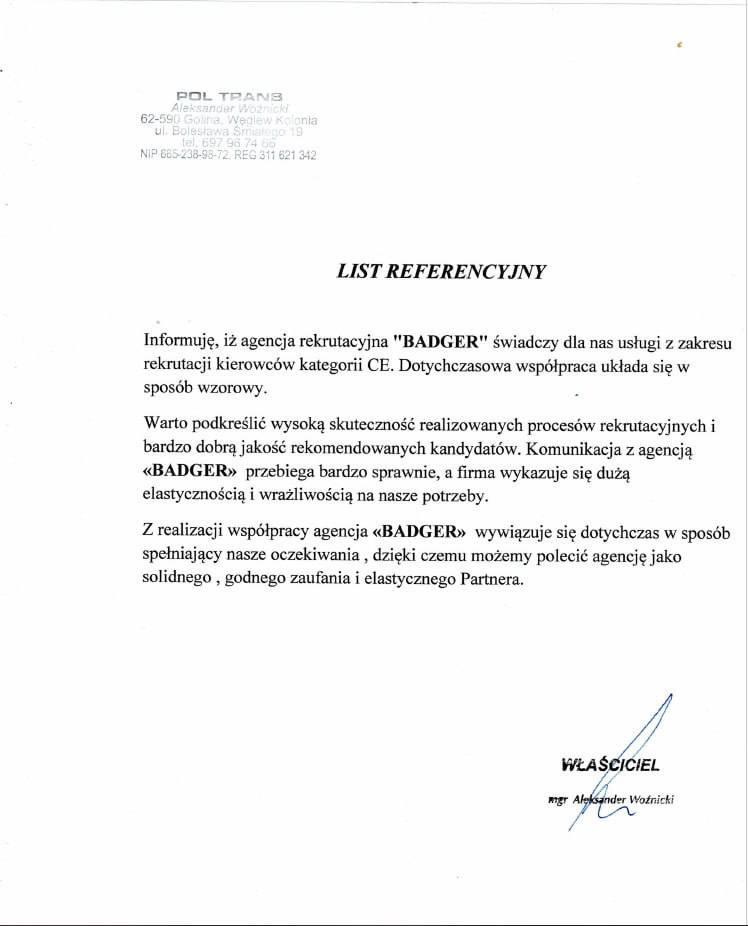 POL TRANS
Aleksander Woźnicki
62-590 Golina, Węglew Kolonia
ul. Bolesława Śmiałego 19
tel. 697 96 74 66
NIP 665-238-98-72, REG 311 621 342
LIST REFERENCYJNY
Informuję, iż agencja rekrutacyjna "BADGER" świadczy dla nas usługi z zakresu
rekrutacji kierowców kategorii CE. Dotychczasowa współpraca układa się w
sposób wzorowy.
Warto podkreślić wysoką skuteczność realizowanych procesów rekrutacyjnych i
bardzo dobrą jakość rekomendowanych kandydatów. Komunikacja z agencją
«BADGER» przebiega bardzo sprawnie, a firma wykazuje się dużą
elastycznością i wrażliwością na nasze potrzeby.
Z realizacji współpracy agencja «BADGER» wywiązuje się dotychczas w sposób
spełniający nasze oczekiwania , dzięki czemu możemy polecić agencję jako
solidnego , godnego zaufania i elastycznego Partnera.
WŁAŚCICIEL
mgr Aleksander Woźnicki